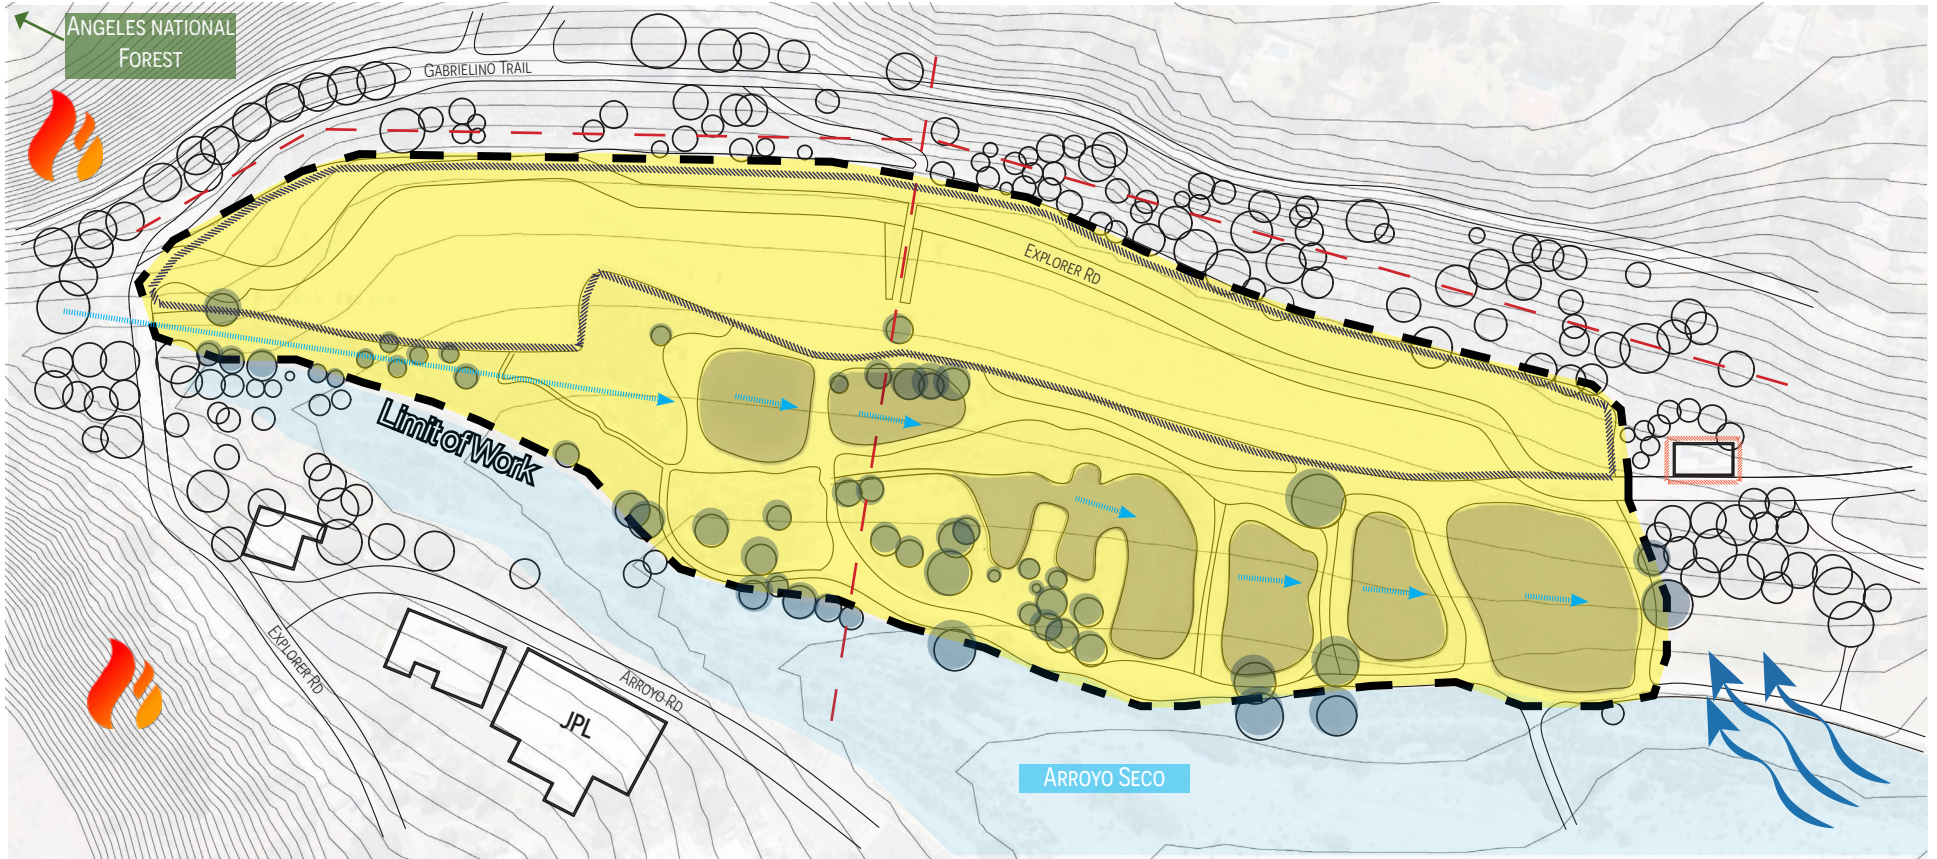 ANGELES NATIONAL
FOREST
GABRIELINO TRAIL
EXPLORER RD
Limit of Work
EXPLORER RD
ARROYO RD
JPL
ARROYO SECO